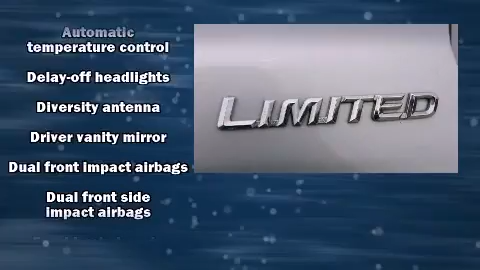 Automatic
temperature control
Delay-off headlights
Diversity antenna
Driver vanity mirror
Dual front impact airbags
Dual front side
impact airbags
LIMITED